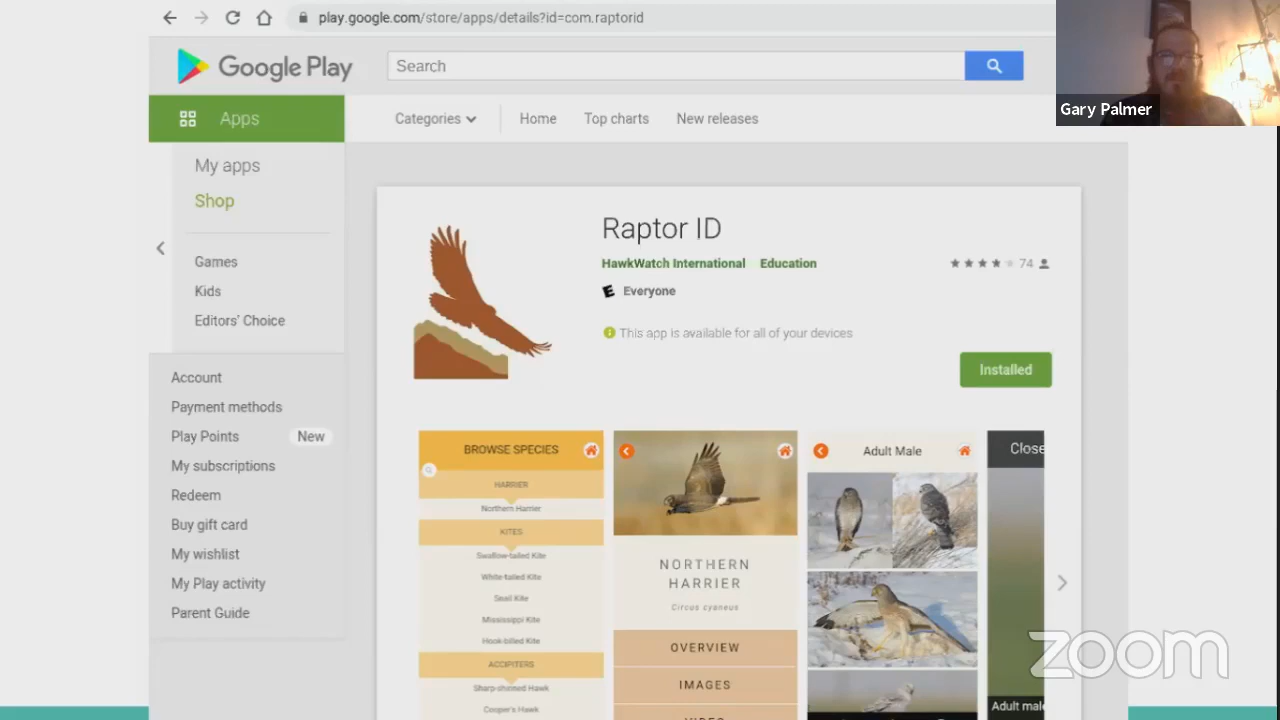 play.google.com/store/apps/details?id=com.raptorid
Google Play
Search
Gary Palmer
Apps
Categories
Home
Top charts
New releases
My apps
Shop
Games
Kids
Editors' Choice
Account
Payment methods
Play Points New
My subscriptions
Redeem
Buy gift card
My wishlist
My Play activity
Parent Guide
Raptor ID
HawkWatch International Education
74
E Everyone
This app is available for all of your devices
Installed
BROWSE SPECIES
HARRIER
Northern Harrier
KITES
Swallow-tailed Kite
White-tailed Kite
Snail Kite
Mississippi Kite
Hook-billed Kite
ACCIPITERS
Sharp-shinned Hawk
Cooper's Hawk
NORTHERN
HARRIER
Circus cyaneus
OVERVIEW
IMAGES
VIDEO
Adult Male
Close
Adult male
zoom